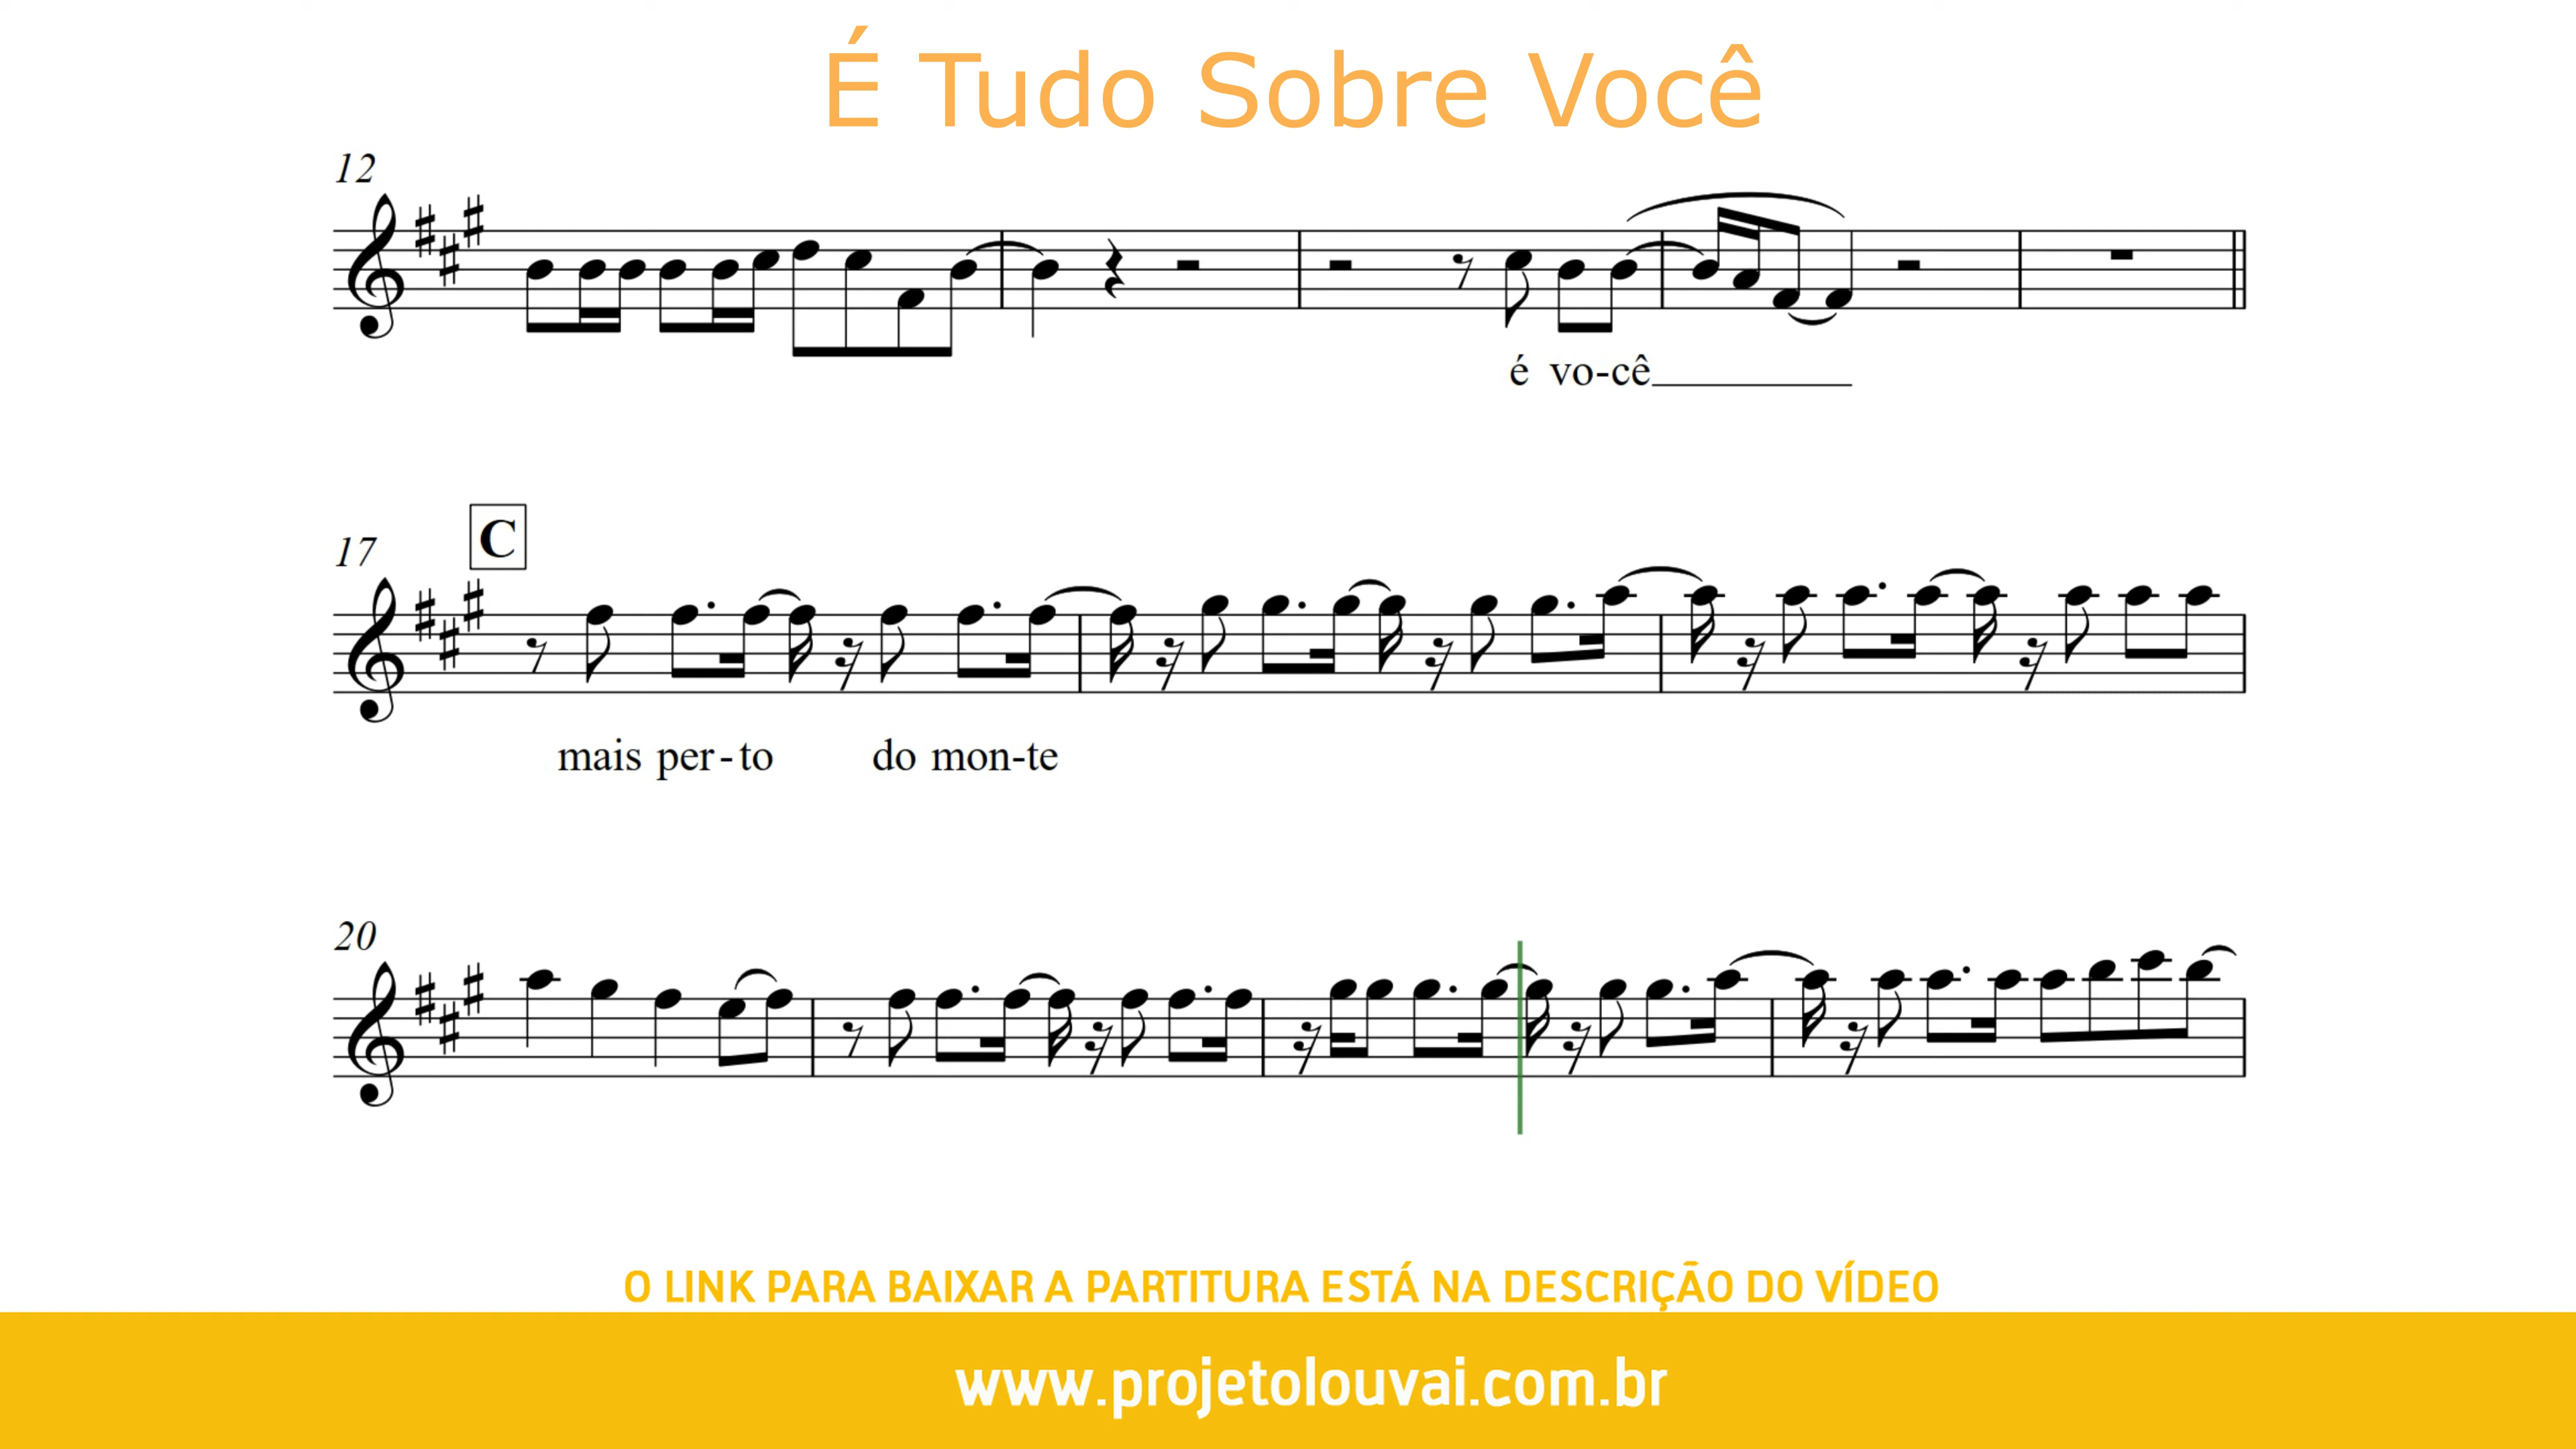 É Tudo Sobre Você
12
é vo-cê
17
C
mais per-to do mon-te
20
O LINK PARA BAIXAR A PARTITURA ESTÁ NA DESCRIÇÃO DO VÍDEO
www.projetolouvai.com.br